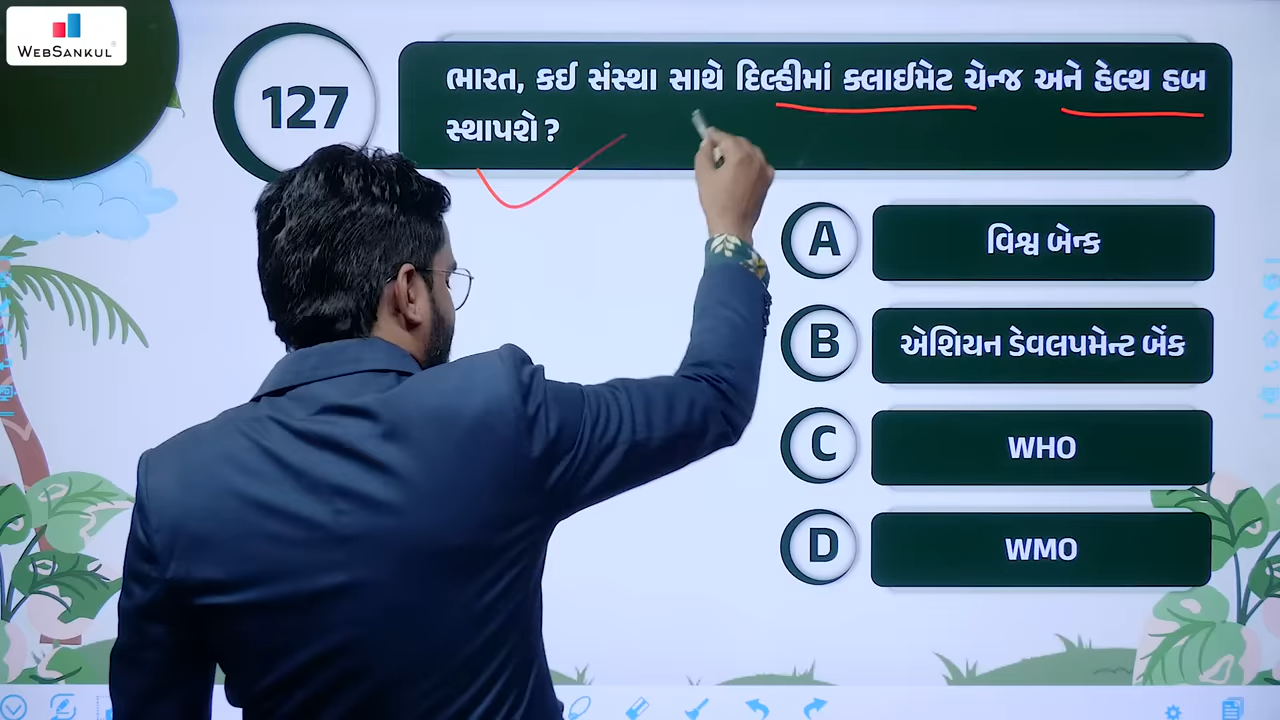 WEBSANKUL
127
ભારત, કઈ સંસ્થા સાથે દિલ્હીમાં ક્લાઈમેટ ચેન્જ અને હેલ્થ હબ
સ્થાપશે ?
A
વિશ્વ બેન્ક
B
એશિયન ડેવલપમેન્ટ બેંક
C
WHO
D
WMO